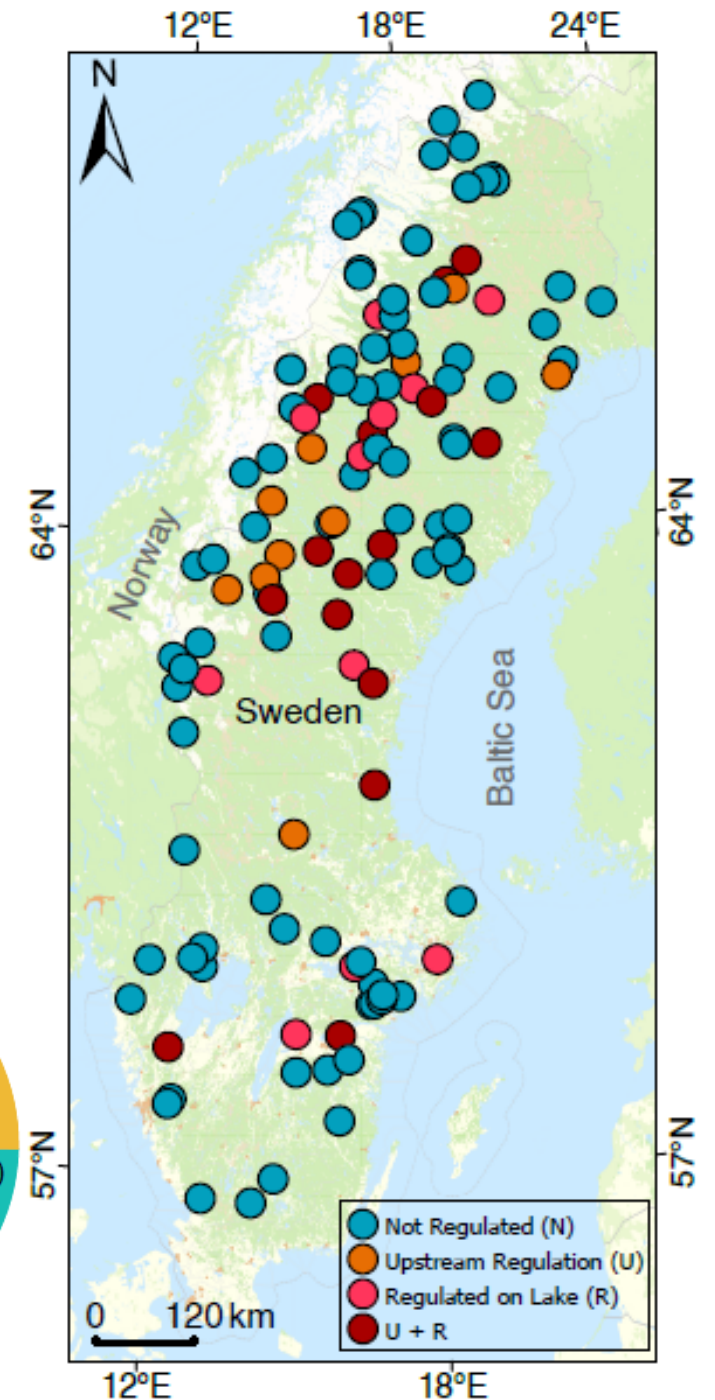 12°E 18°E 24°E
N
64°N 64°N
Norway
Sweden
Baltic Sea
57°N 57°N
Not Regulated (N)
Upstream Regulation (U)
Regulated on Lake (R)
U + R
0 120 km
12°E 18°E